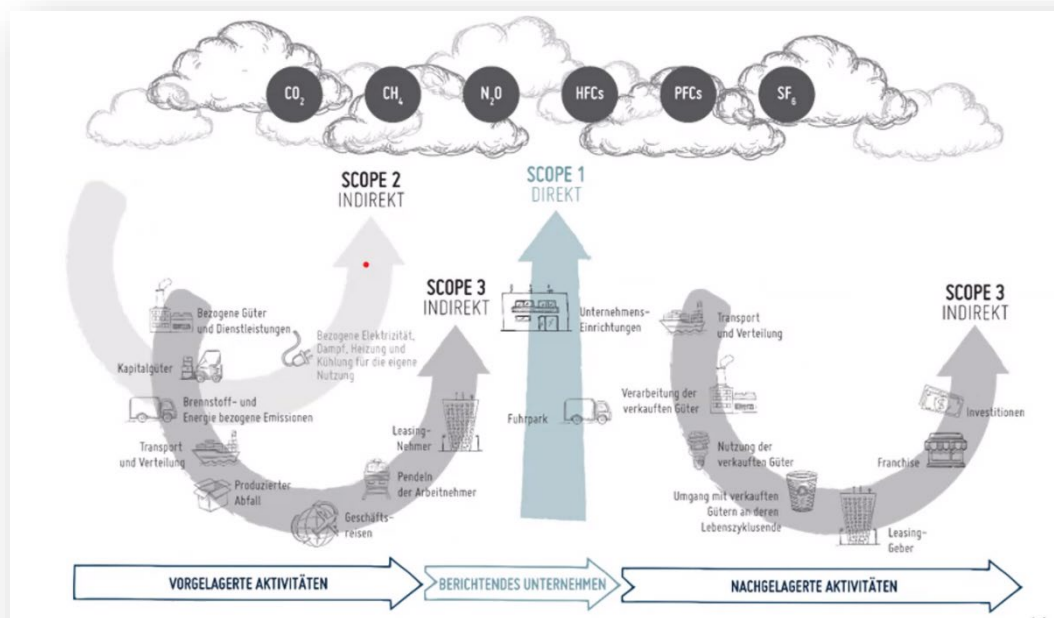 CO₂
CH₄
N₂O
HFCs
PFCs
SF₆
SCOPE 2
INDIREKT
SCOPE 1
DIREKT
SCOPE 3
INDIREKT
SCOPE 3
INDIREKT
Bezogene Güter
und Dienstleistungen
Kapitalgüter
Brennstoff- und
Energie bezogene Emissionen
Transport
und Verteilung
Produzierter
Abfall
Geschäfts-
reisen
Pendeln
der Arbeitnehmer
Leasing-
Nehmer
Bezogene Elektrizität,
Dampf, Heizung und
Kühlung für die eigene
Nutzung
Unternehmens-
Einrichtungen
Fuhrpark
Transport
und Verteilung
Verarbeitung der
verkauften Güter
Nutzung der
verkauften Güter
Umgang mit verkauften
Gütern an deren
Lebenszyklusende
Leasing-
Geber
Franchise
Investitionen
VORGELAGERTE AKTIVITÄTEN
BERICHTENDES UNTERNEHMEN
NACHGELAGERTE AKTIVITÄTEN